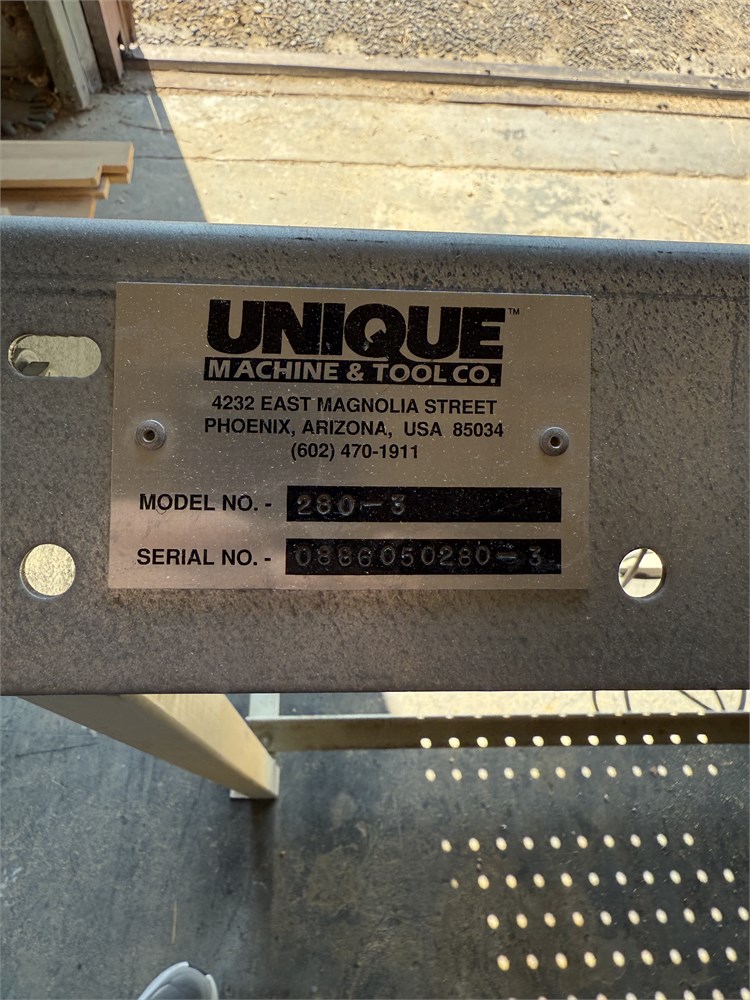 UNIQUE™
MACHINE & TOOL CO.
4232 EAST MAGNOLIA STREET
PHOENIX, ARIZONA, USA 85034
(602) 470-1911
MODEL NO. - 280-3
SERIAL NO. - 0886050280-3